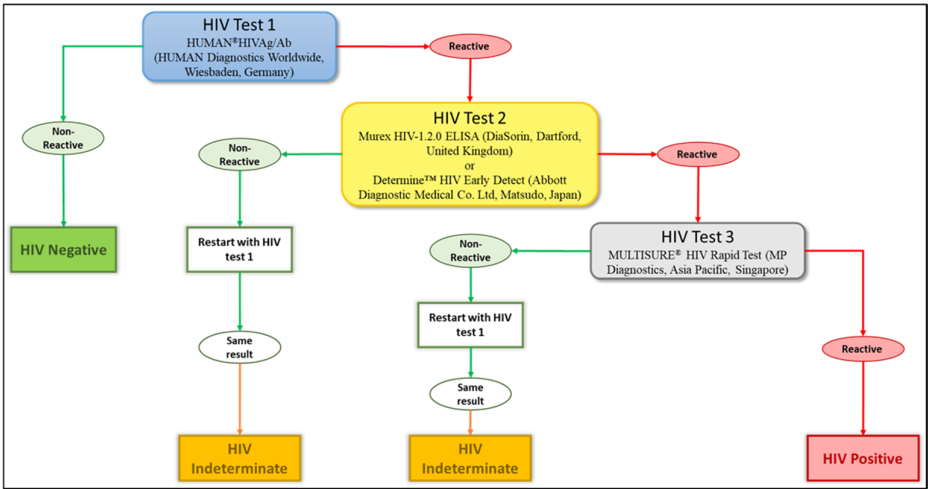 HIV Test 1
HUMAN®HIVAg/Ab
(HUMAN Diagnostics Worldwide,
Wiesbaden, Germany)
Reactive
Non-
Reactive
HIV Negative
HIV Test 2
Murex HIV-1.2.0 ELISA (DiaSorin, Dartford,
United Kingdom)
or
Determine™ HIV Early Detect (Abbott
Diagnostic Medical Co. Ltd, Matsudo, Japan)
Non-
Reactive
Reactive
Restart with HIV
test 1
Same
result
HIV
Indeterminate
HIV Test 3
MULTISURE® HIV Rapid Test (MP
Diagnostics, Asia Pacific, Singapore)
Non-
Reactive
Restart with HIV
test 1
Same
result
HIV
Indeterminate
Reactive
HIV Positive